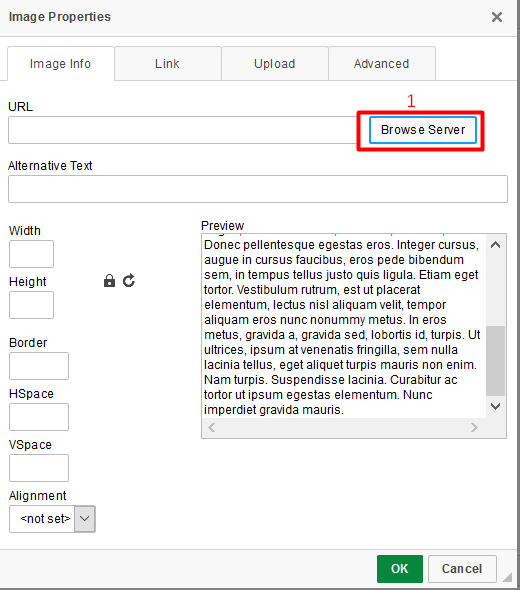 Image Properties
Image Info
Link
Upload
Advanced
1
URL
Browse Server
Alternative Text
Width
Height
Border
HSpace
VSpace
Alignment
<not set>
Preview
Donec pellentesque egestas eros. Integer cursus,
augue in cursus faucibus, eros pede bibendum
sem, in tempus tellus justo quis ligula. Etiam eget
tortor. Vestibulum rutrum, est ut placerat
elementum, lectus nisl aliquam velit, tempor
aliquam eros nunc nonummy metus. In eros
metus, gravida a, gravida sed, lobortis id, turpis. Ut
ultrices, ipsum at venenatis fringilla, sem nulla
lacinia tellus, eget aliquet turpis mauris non enim.
Nam turpis. Suspendisse lacinia. Curabitur ac
tortor ut ipsum egestas elementum. Nunc
imperdiet gravida mauris.
OK
Cancel